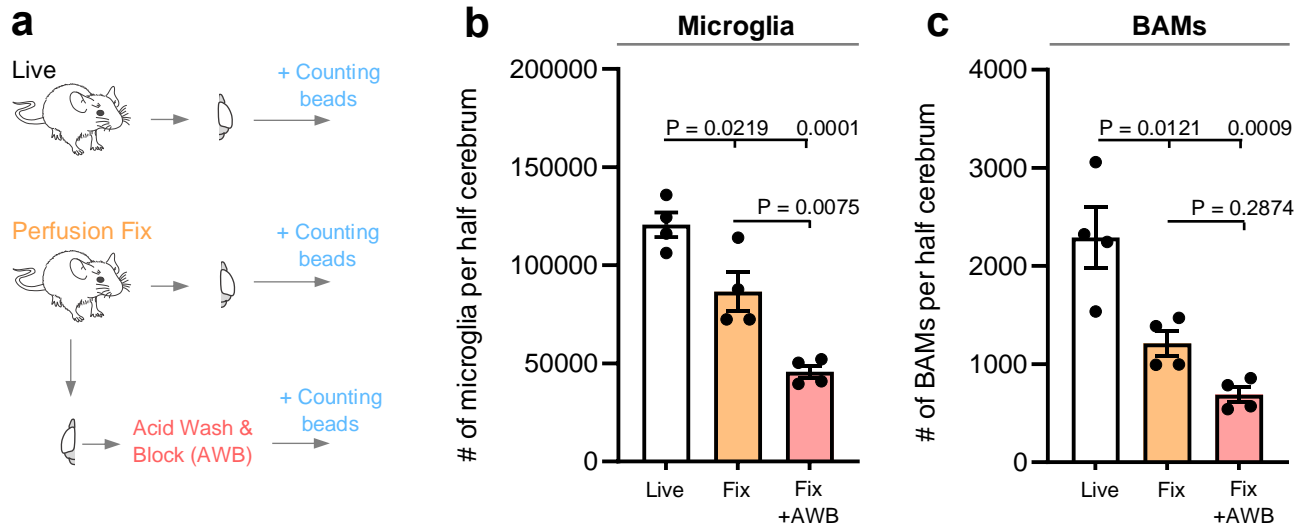 a
Live
+ Counting
beads
Perfusion Fix
+ Counting
beads
Acid Wash &
Block (AWB)
+ Counting
beads
b
Microglia
# of microglia per half cerebrum
200000
150000
100000
50000
0
P = 0.0219 0.0001
P = 0.0075
Live
Fix
Fix
+AWB
c
BAMs
# of BAMs per half cerebrum
4000
3000
2000
1000
0
P = 0.0121 0.0009
P = 0.2874
Live
Fix
Fix
+AWB